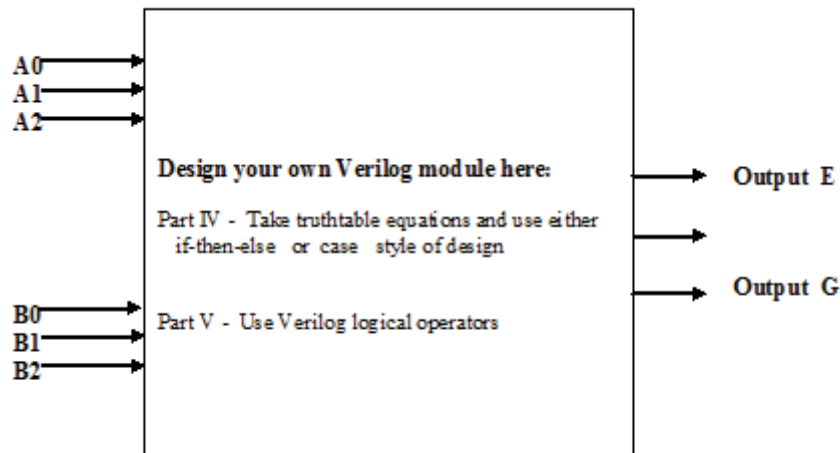 A0
A1
A2
Design your own Verilog module here:
Part IV - Take truthtable equations and use either
if-then-else or case style of design
Part V - Use Verilog logical operators
B0
B1
B2
Output E
Output G